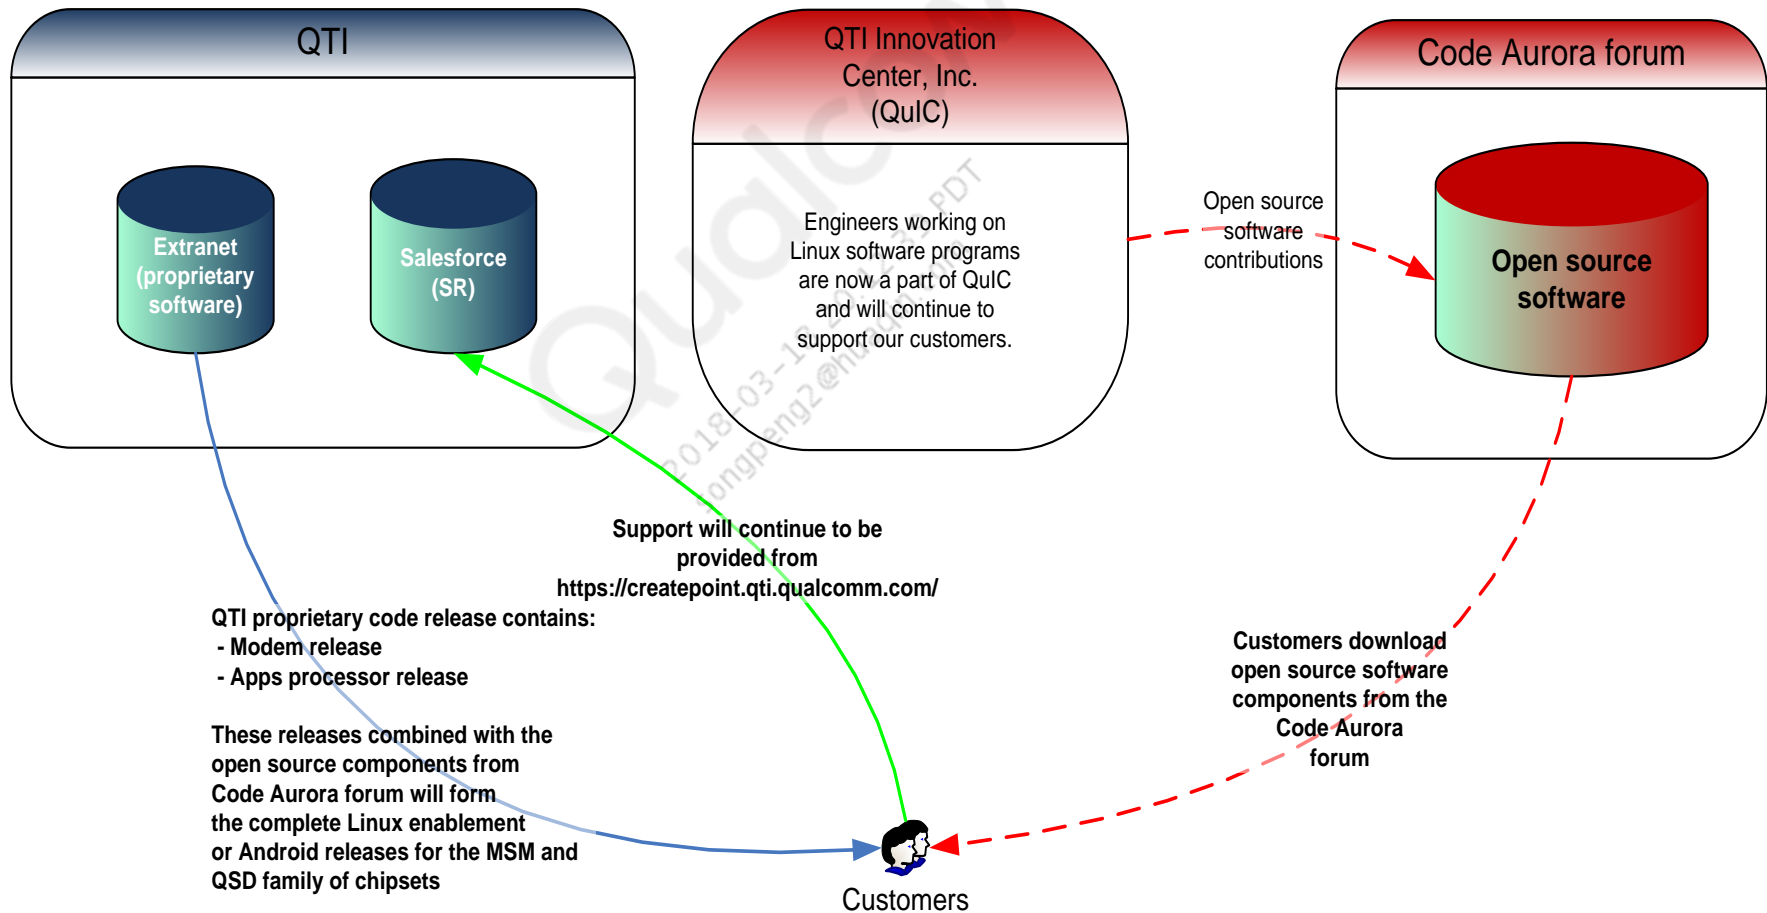 QTI
QTI Innovation
Center, Inc.
(QuIC)
Code Aurora forum
Extranet
(proprietary
software)
Salesforce
(SR)
Engineers working on
Linux software programs
are now a part of QuIC
and will continue to
support our customers.
Open source
software
contributions
Open source
software
Support will continue to be
provided from
https://createpoint.qti.qualcomm.com/
QTI proprietary code release contains:
- Modem release
- Apps processor release
These releases combined with the
open source components from
Code Aurora forum will form
the complete Linux enablement
or Android releases for the MSM and
QSD family of chipsets
Customers download
open source software
components from the
Code Aurora
forum
Customers